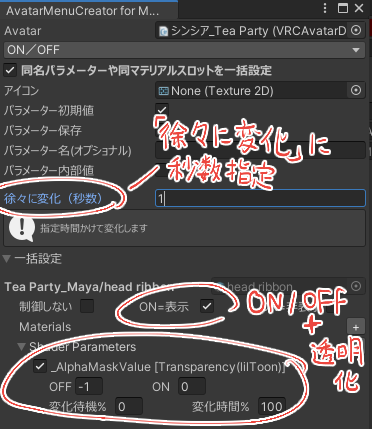 AvatarMenuCreator for M...
Avatar シンシア_Tea Party (VRCAvatarD
ON／OFF
同名パラメーターや同マテリアルスロットを一括設定
アイコン None (Texture 2D)
パラメーター初期値
パラメーター保存
パラメーター名(オプショナル)
パラメーター内部値
「徐々に変化」に
秒数指定
徐々に変化（秒数） 1
指定時間かけて変化します
一括設定
Tea Party_Maya/head ribbon head ribbon
制御しない ON=表示
ON/OFF
+
透明化
Materials +
Shader Parameters
_AlphaMaskValue [Transparency(lilToon)]
OFF -1 ON 0
変化待機% 0 変化時間% 100